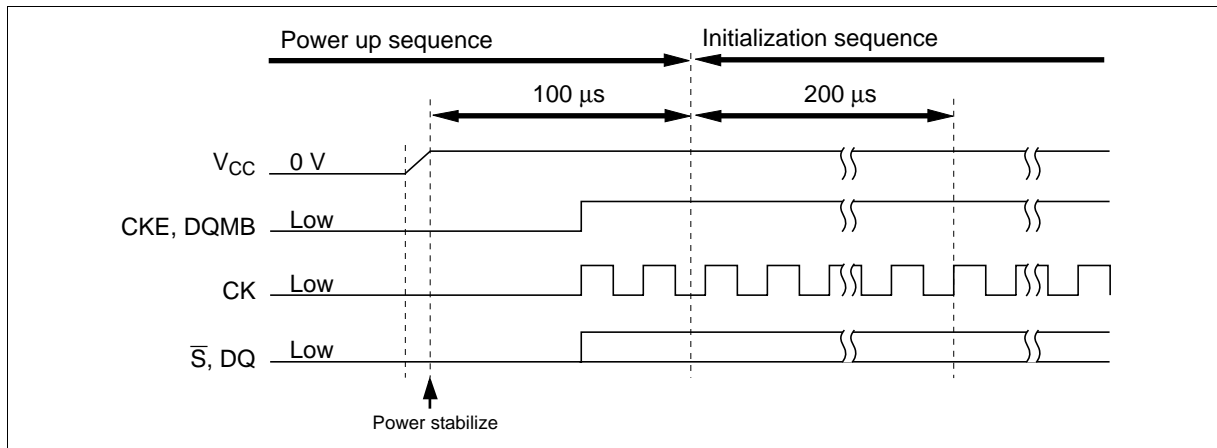 Power up sequence Initialization sequence
100 μs 200 μs
VCC 0 V
CKE, DQMB Low
CK Low
S̅, DQ Low
Power stabilize